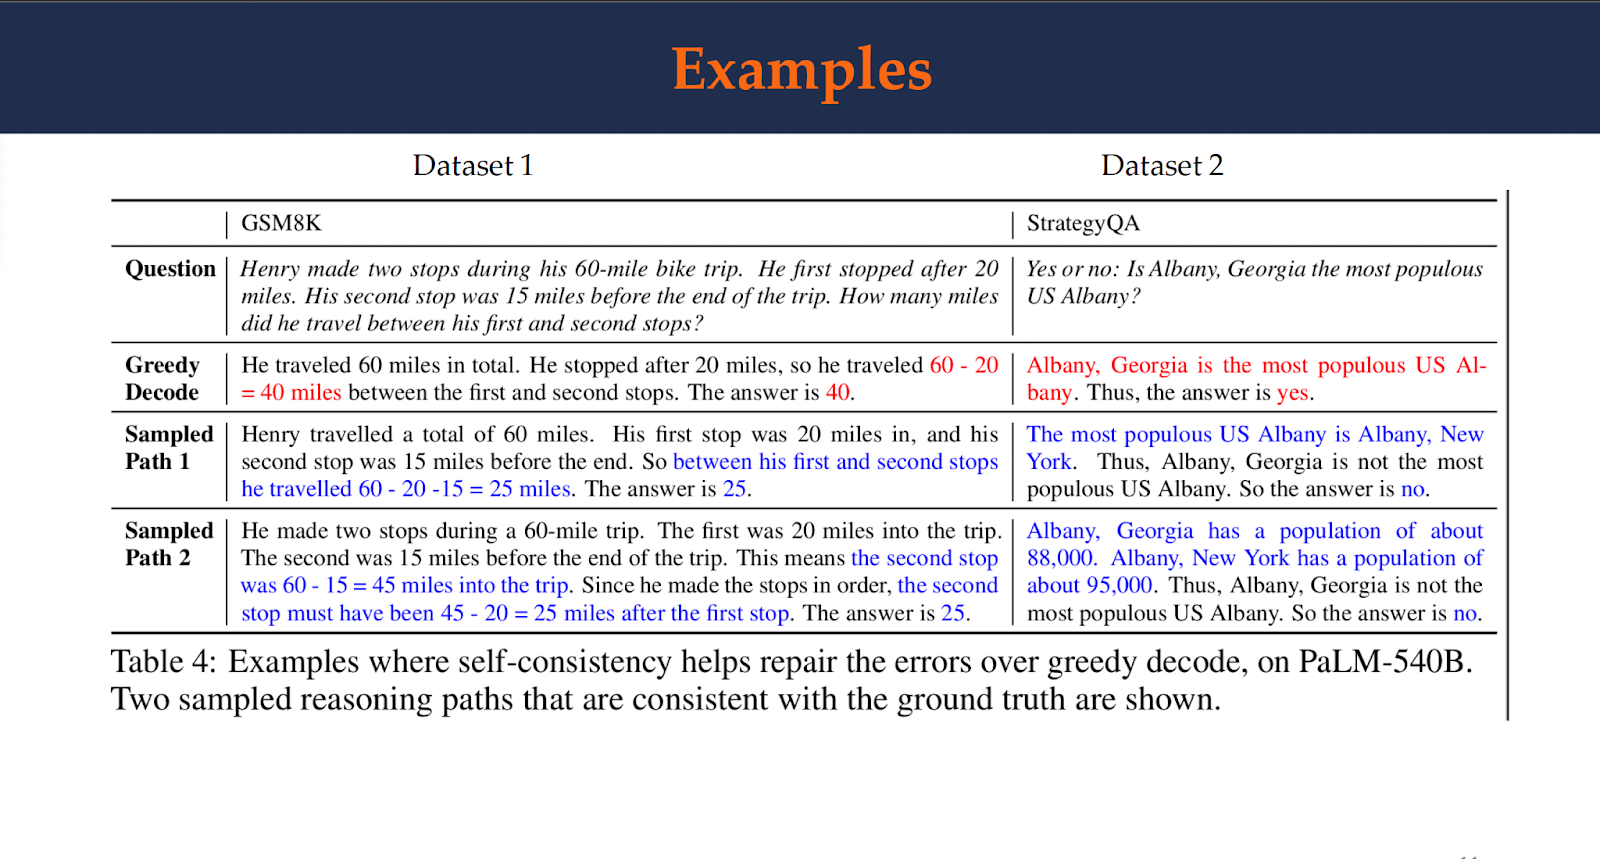 Examples
Dataset 1
Dataset 2
GSM8K
StrategyQA
Question
Henry made two stops during his 60-mile bike trip. He first stopped after 20
miles. His second stop was 15 miles before the end of the trip. How many miles
did he travel between his first and second stops?
Yes or no: Is Albany, Georgia the most populous
US Albany?
Greedy
Decode
He traveled 60 miles in total. He stopped after 20 miles, so he traveled 60 - 20
= 40 miles between the first and second stops. The answer is 40.
Albany, Georgia is the most populous US Al-
bany. Thus, the answer is yes.
Sampled
Path 1
Henry travelled a total of 60 miles. His first stop was 20 miles in, and his
second stop was 15 miles before the end. So between his first and second stops
he travelled 60 - 20 -15 = 25 miles. The answer is 25.
The most populous US Albany is Albany, New
York. Thus, Albany, Georgia is not the most
populous US Albany. So the answer is no.
Sampled
Path 2
He made two stops during a 60-mile trip. The first was 20 miles into the trip.
The second was 15 miles before the end of the trip. This means the second stop
was 60 - 15 = 45 miles into the trip. Since he made the stops in order, the second
stop must have been 45 - 20 = 25 miles after the first stop. The answer is 25.
Albany, Georgia has a population of about
88,000. Albany, New York has a population of
about 95,000. Thus, Albany, Georgia is not the
most populous US Albany. So the answer is no.
Table 4: Examples where self-consistency helps repair the errors over greedy decode, on PaLM-540B.
Two sampled reasoning paths that are consistent with the ground truth are shown.